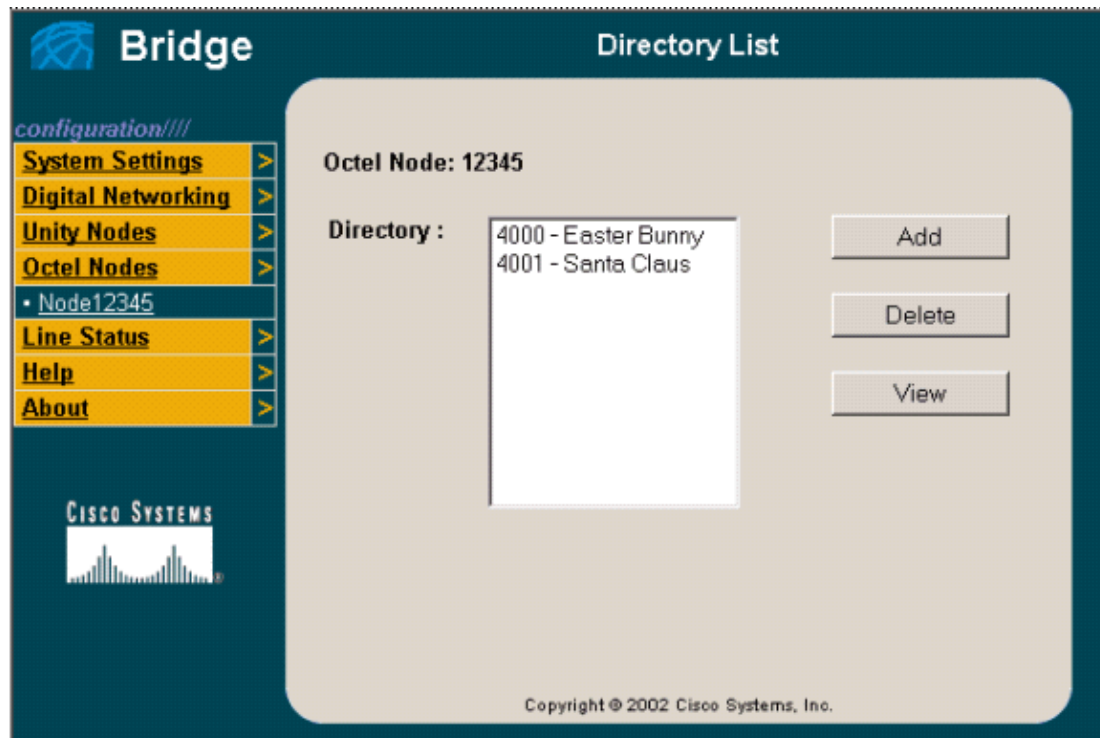 Bridge
Directory List
configuration////
System Settings >
Digital Networking >
Unity Nodes >
Octel Nodes >
• Node12345
Line Status >
Help >
About >
CISCO SYSTEMS
®
Octel Node: 12345
Directory :
4000 - Easter Bunny
4001 - Santa Claus
Add
Delete
View
Copyright © 2002 Cisco Systems, Inc.